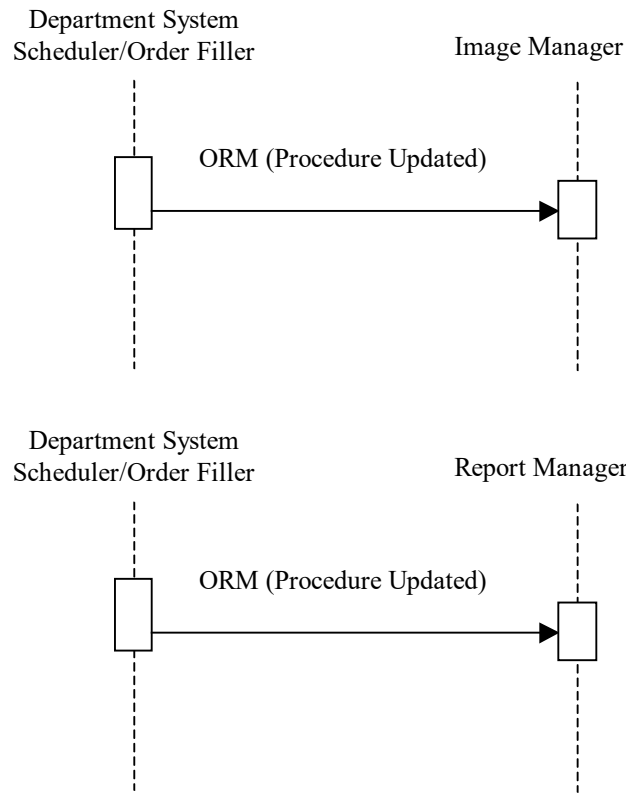 Department System
Scheduler/Order Filler
Image Manager
ORM (Procedure Updated)
Department System
Scheduler/Order Filler
Report Manager
ORM (Procedure Updated)